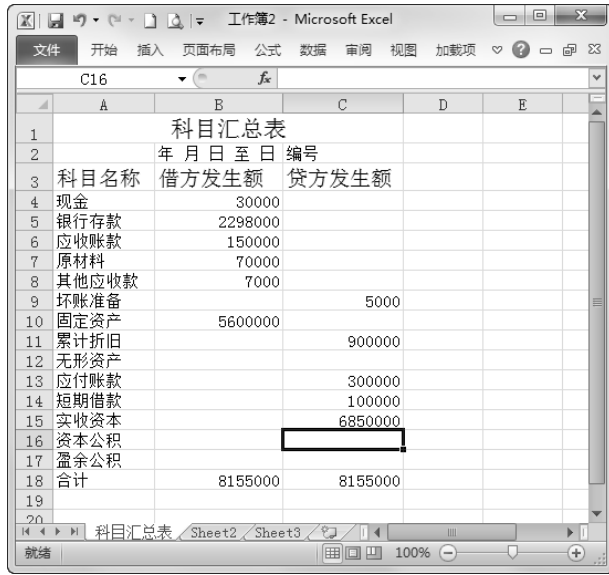 工作簿2 - Microsoft Excel
文件 开始 插入 页面布局 公式 数据 审阅 视图 加载项
C16 fx
A B C D E
1 科目汇总表
2 年 月 日 至 日 编号
3 科目名称 借方发生额 贷方发生额
4 现金 30000
5 银行存款 2298000
6 应收账款 150000
7 原材料 70000
8 其他应收款 7000
9 坏账准备 5000
10 固定资产 5600000
11 累计折旧 900000
12 无形资产
13 应付账款 300000
14 短期借款 100000
15 实收资本 6850000
16 资本公积
17 盈余公积
18 合计 8155000 8155000
19
20
科目汇总表 Sheet2 Sheet3
就绪 100%